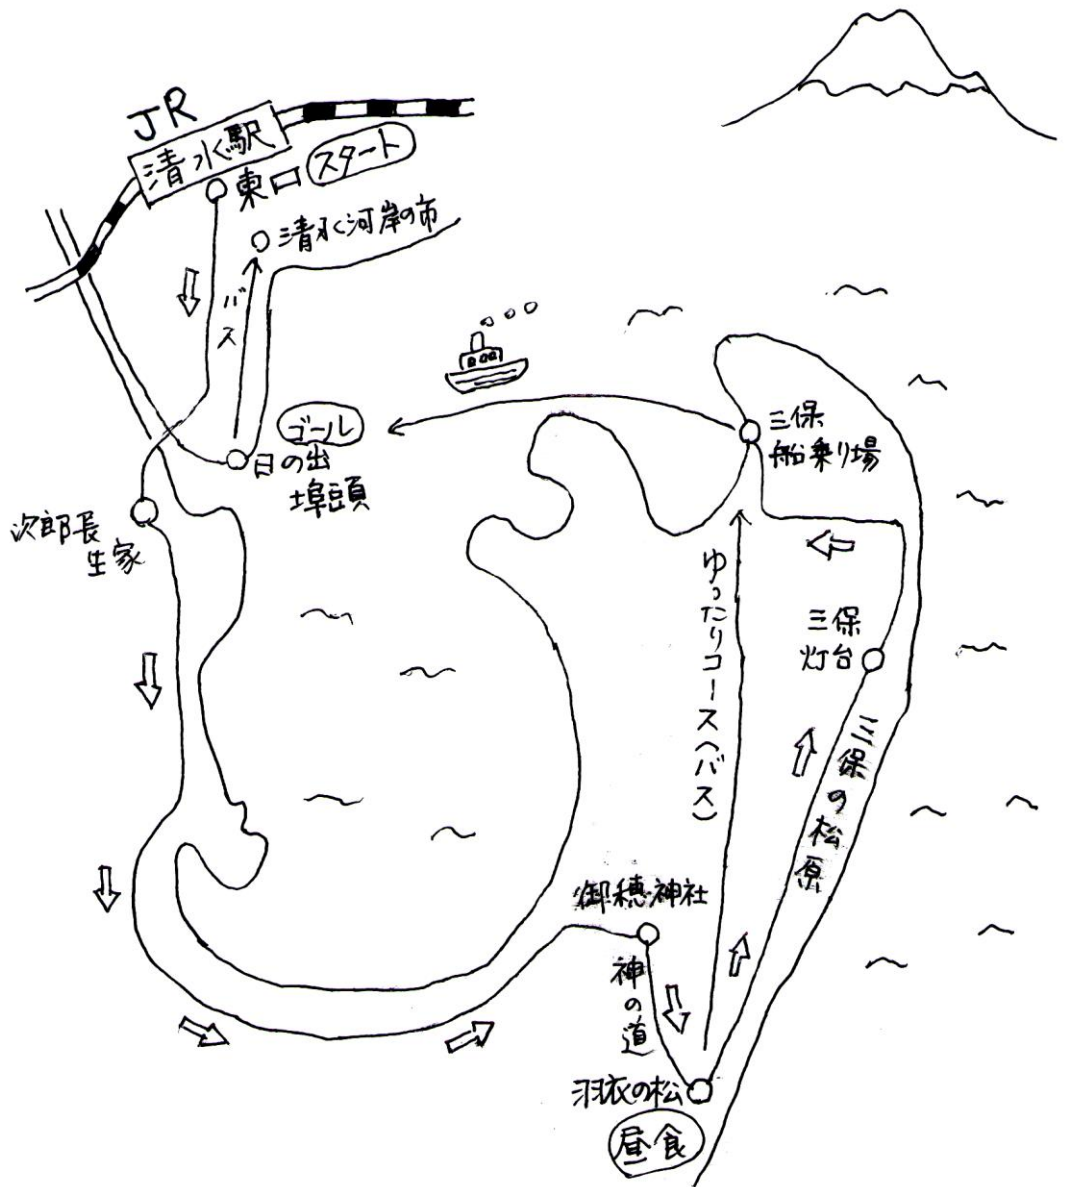 JR
清水駅
東口
スタート
清水河岸の市
バス
ゴール
日の出
埠頭
次郎長
生家
三保
船乗り場
ゆったりコース(バス)
三保
灯台
三保の松原
御穂神社
神の道
羽衣の松
昼食